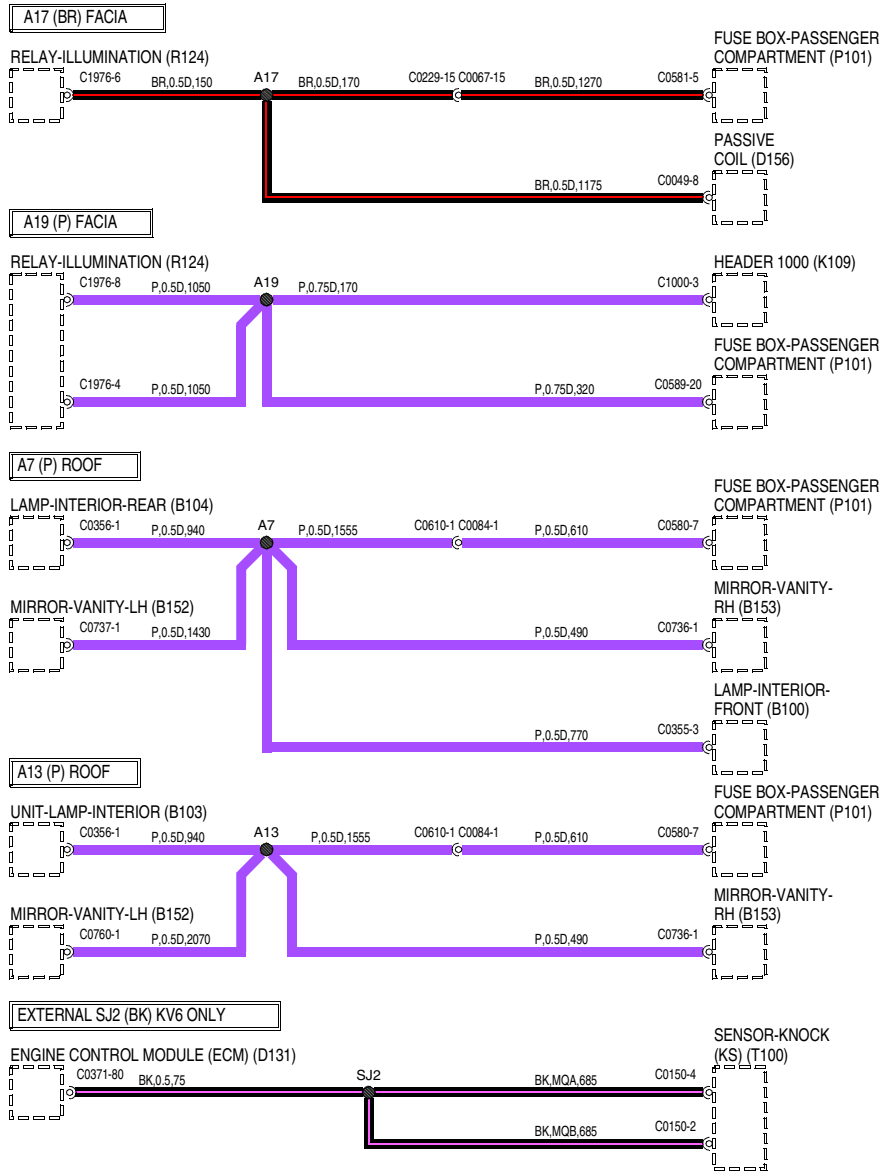 A17 (BR) FACIA
RELAY-ILLUMINATION (R124)
FUSE BOX-PASSENGER
COMPARTMENT (P101)
C1976-6 BR,0.5D,150 A17 BR,0.5D,170 C0229-15 C0067-15 BR,0.5D,1270 C0581-5
PASSIVE
COIL (D156)
BR,0.5D,1175 C0049-8
A19 (P) FACIA
RELAY-ILLUMINATION (R124)
HEADER 1000 (K109)
C1976-8 P,0.5D,1050 A19 P,0.75D,170 C1000-3
FUSE BOX-PASSENGER
COMPARTMENT (P101)
C1976-4 P,0.5D,1050 P,0.75D,320 C0589-20
A7 (P) ROOF
LAMP-INTERIOR-REAR (B104)
FUSE BOX-PASSENGER
COMPARTMENT (P101)
C0356-1 P,0.5D,940 A7 P,0.5D,1555 C0610-1 C0084-1 P,0.5D,610 C0580-7
MIRROR-VANITY-LH (B152)
MIRROR-VANITY-
RH (B153)
C0737-1 P,0.5D,1430 P,0.5D,490 C0736-1
LAMP-INTERIOR-
FRONT (B100)
P,0.5D,770 C0355-3
A13 (P) ROOF
UNIT-LAMP-INTERIOR (B103)
FUSE BOX-PASSENGER
COMPARTMENT (P101)
C0356-1 P,0.5D,940 A13 P,0.5D,1555 C0610-1 C0084-1 P,0.5D,610 C0580-7
MIRROR-VANITY-LH (B152)
MIRROR-VANITY-
RH (B153)
C0760-1 P,0.5D,2070 P,0.5D,490 C0736-1
EXTERNAL SJ2 (BK) KV6 ONLY
ENGINE CONTROL MODULE (ECM) (D131)
SENSOR-KNOCK
(KS) (T100)
C0371-80 BK,0.5,75 SJ2 BK,MQA,685 C0150-4
BK,MQB,685 C0150-2